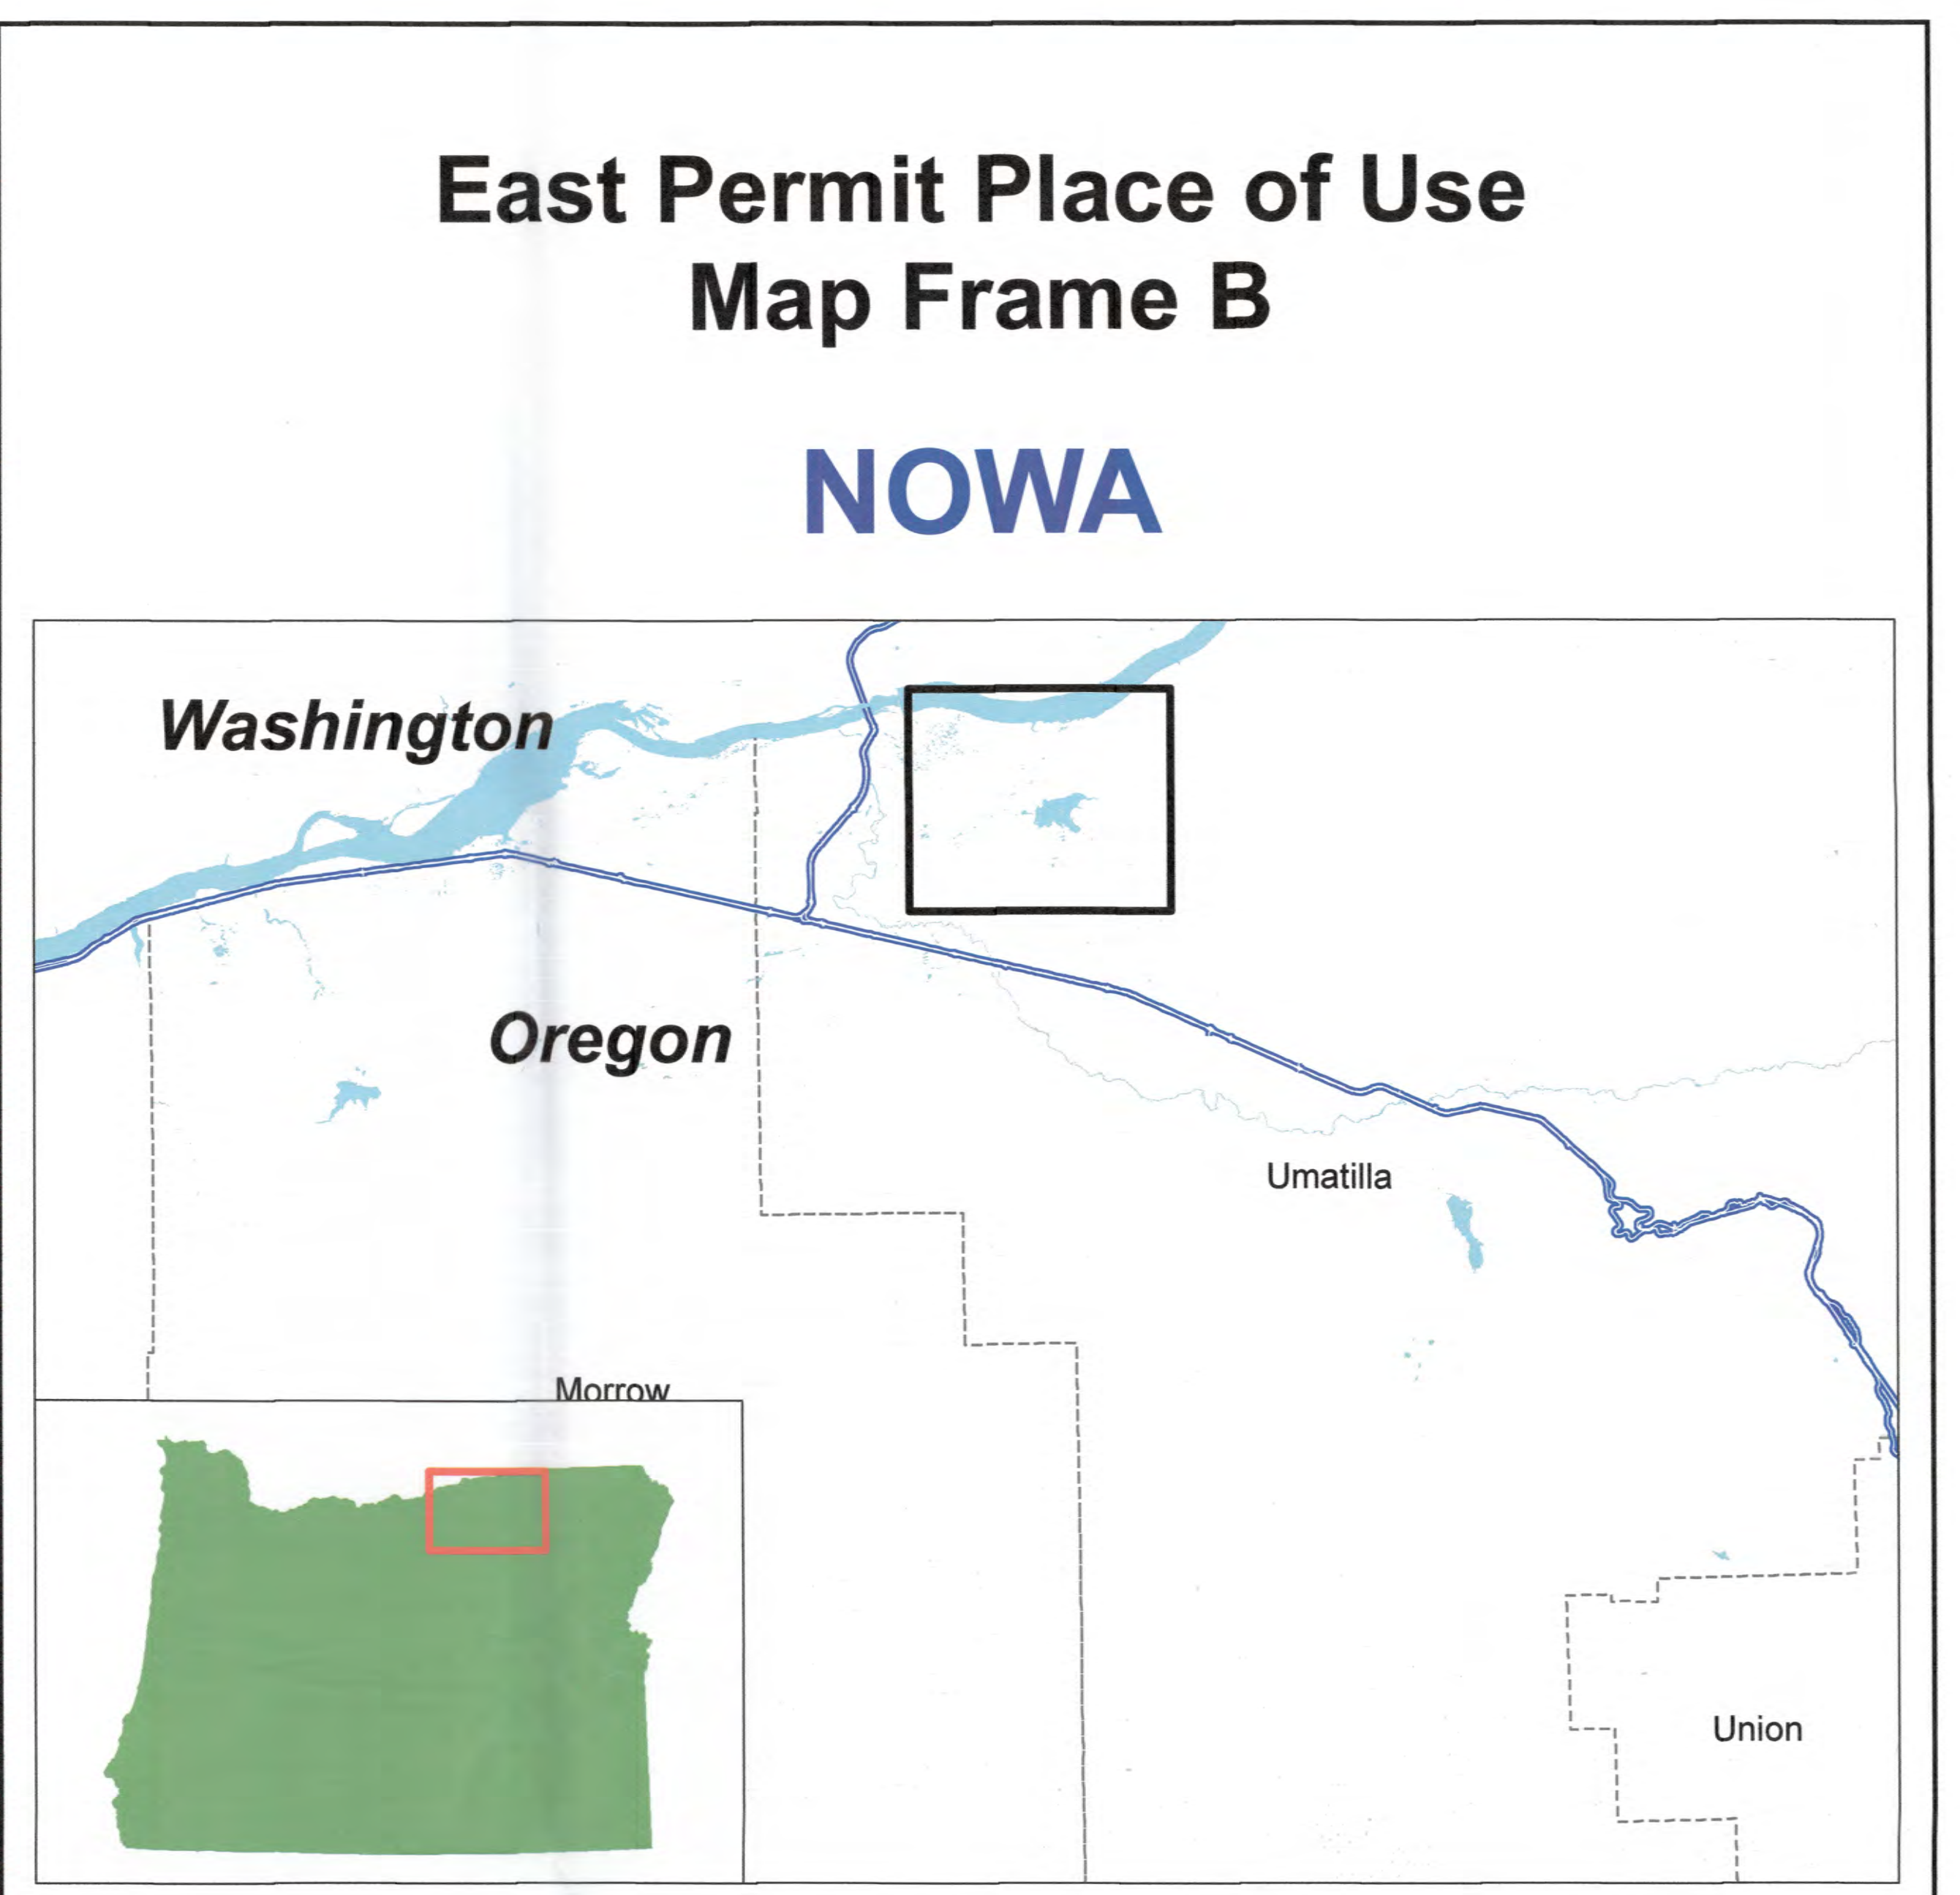 East Permit Place of Use
Map Frame B
NOWA
Washington
Oregon
Umatilla
Morrow
Union